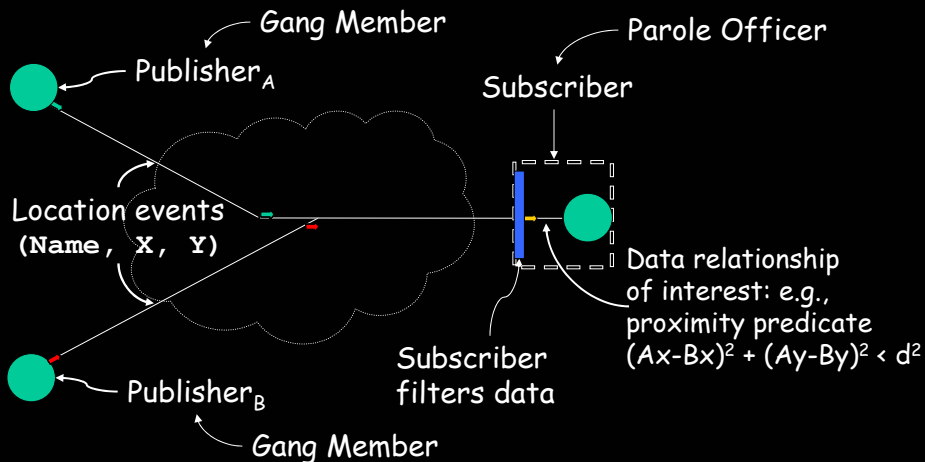 Gang Member
Parole Officer
Publisher_A
Subscriber
Location events
(Name, X, Y)
Data relationship
of interest: e.g.,
proximity predicate
(Ax-Bx)² + (Ay-By)² < d²
Subscriber
filters data
Publisher_B
Gang Member